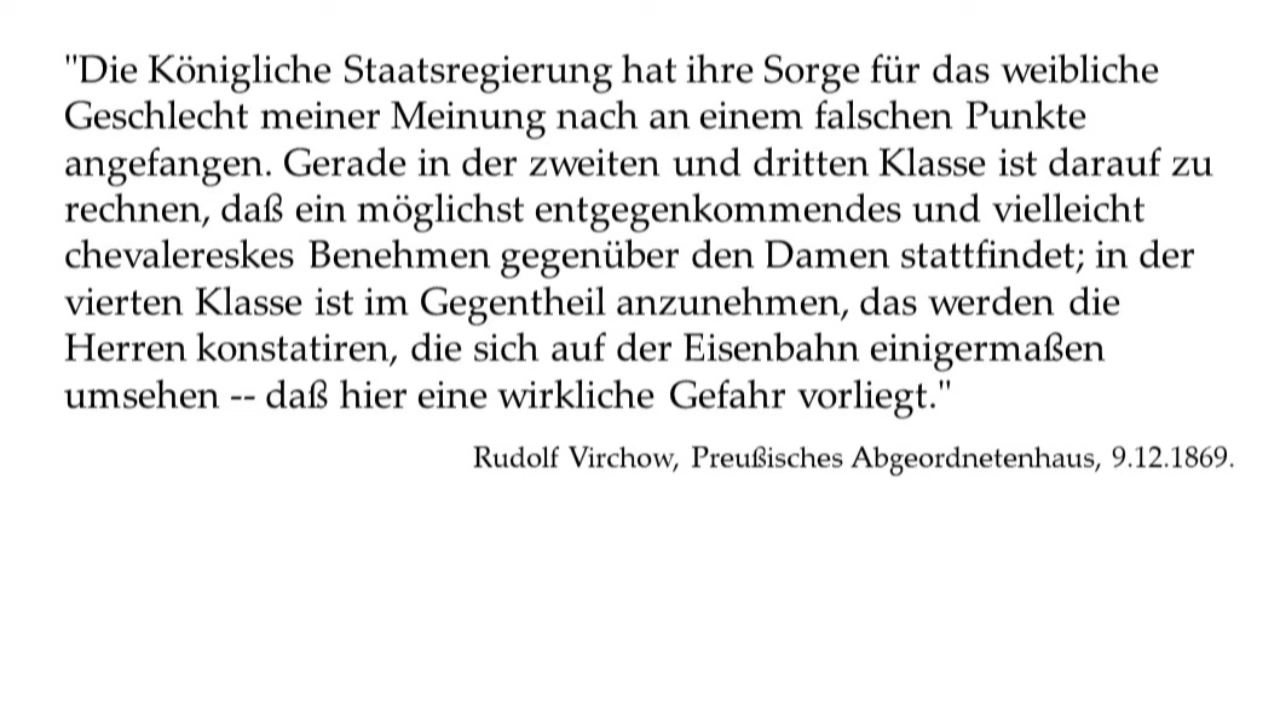 "Die Königliche Staatsregierung hat ihre Sorge für das weibliche
Geschlecht meiner Meinung nach an einem falschen Punkte
angefangen. Gerade in der zweiten und dritten Klasse ist darauf zu
rechnen, daß ein möglichst entgegenkommendes und vielleicht
chevalereskes Benehmen gegenüber den Damen stattfindet; in der
vierten Klasse ist im Gegentheil anzunehmen, das werden die
Herren konstatiren, die sich auf der Eisenbahn einigermaßen
umsehen -- daß hier eine wirkliche Gefahr vorliegt."
Rudolf Virchow, Preußisches Abgeordnetenhaus, 9.12.1869.